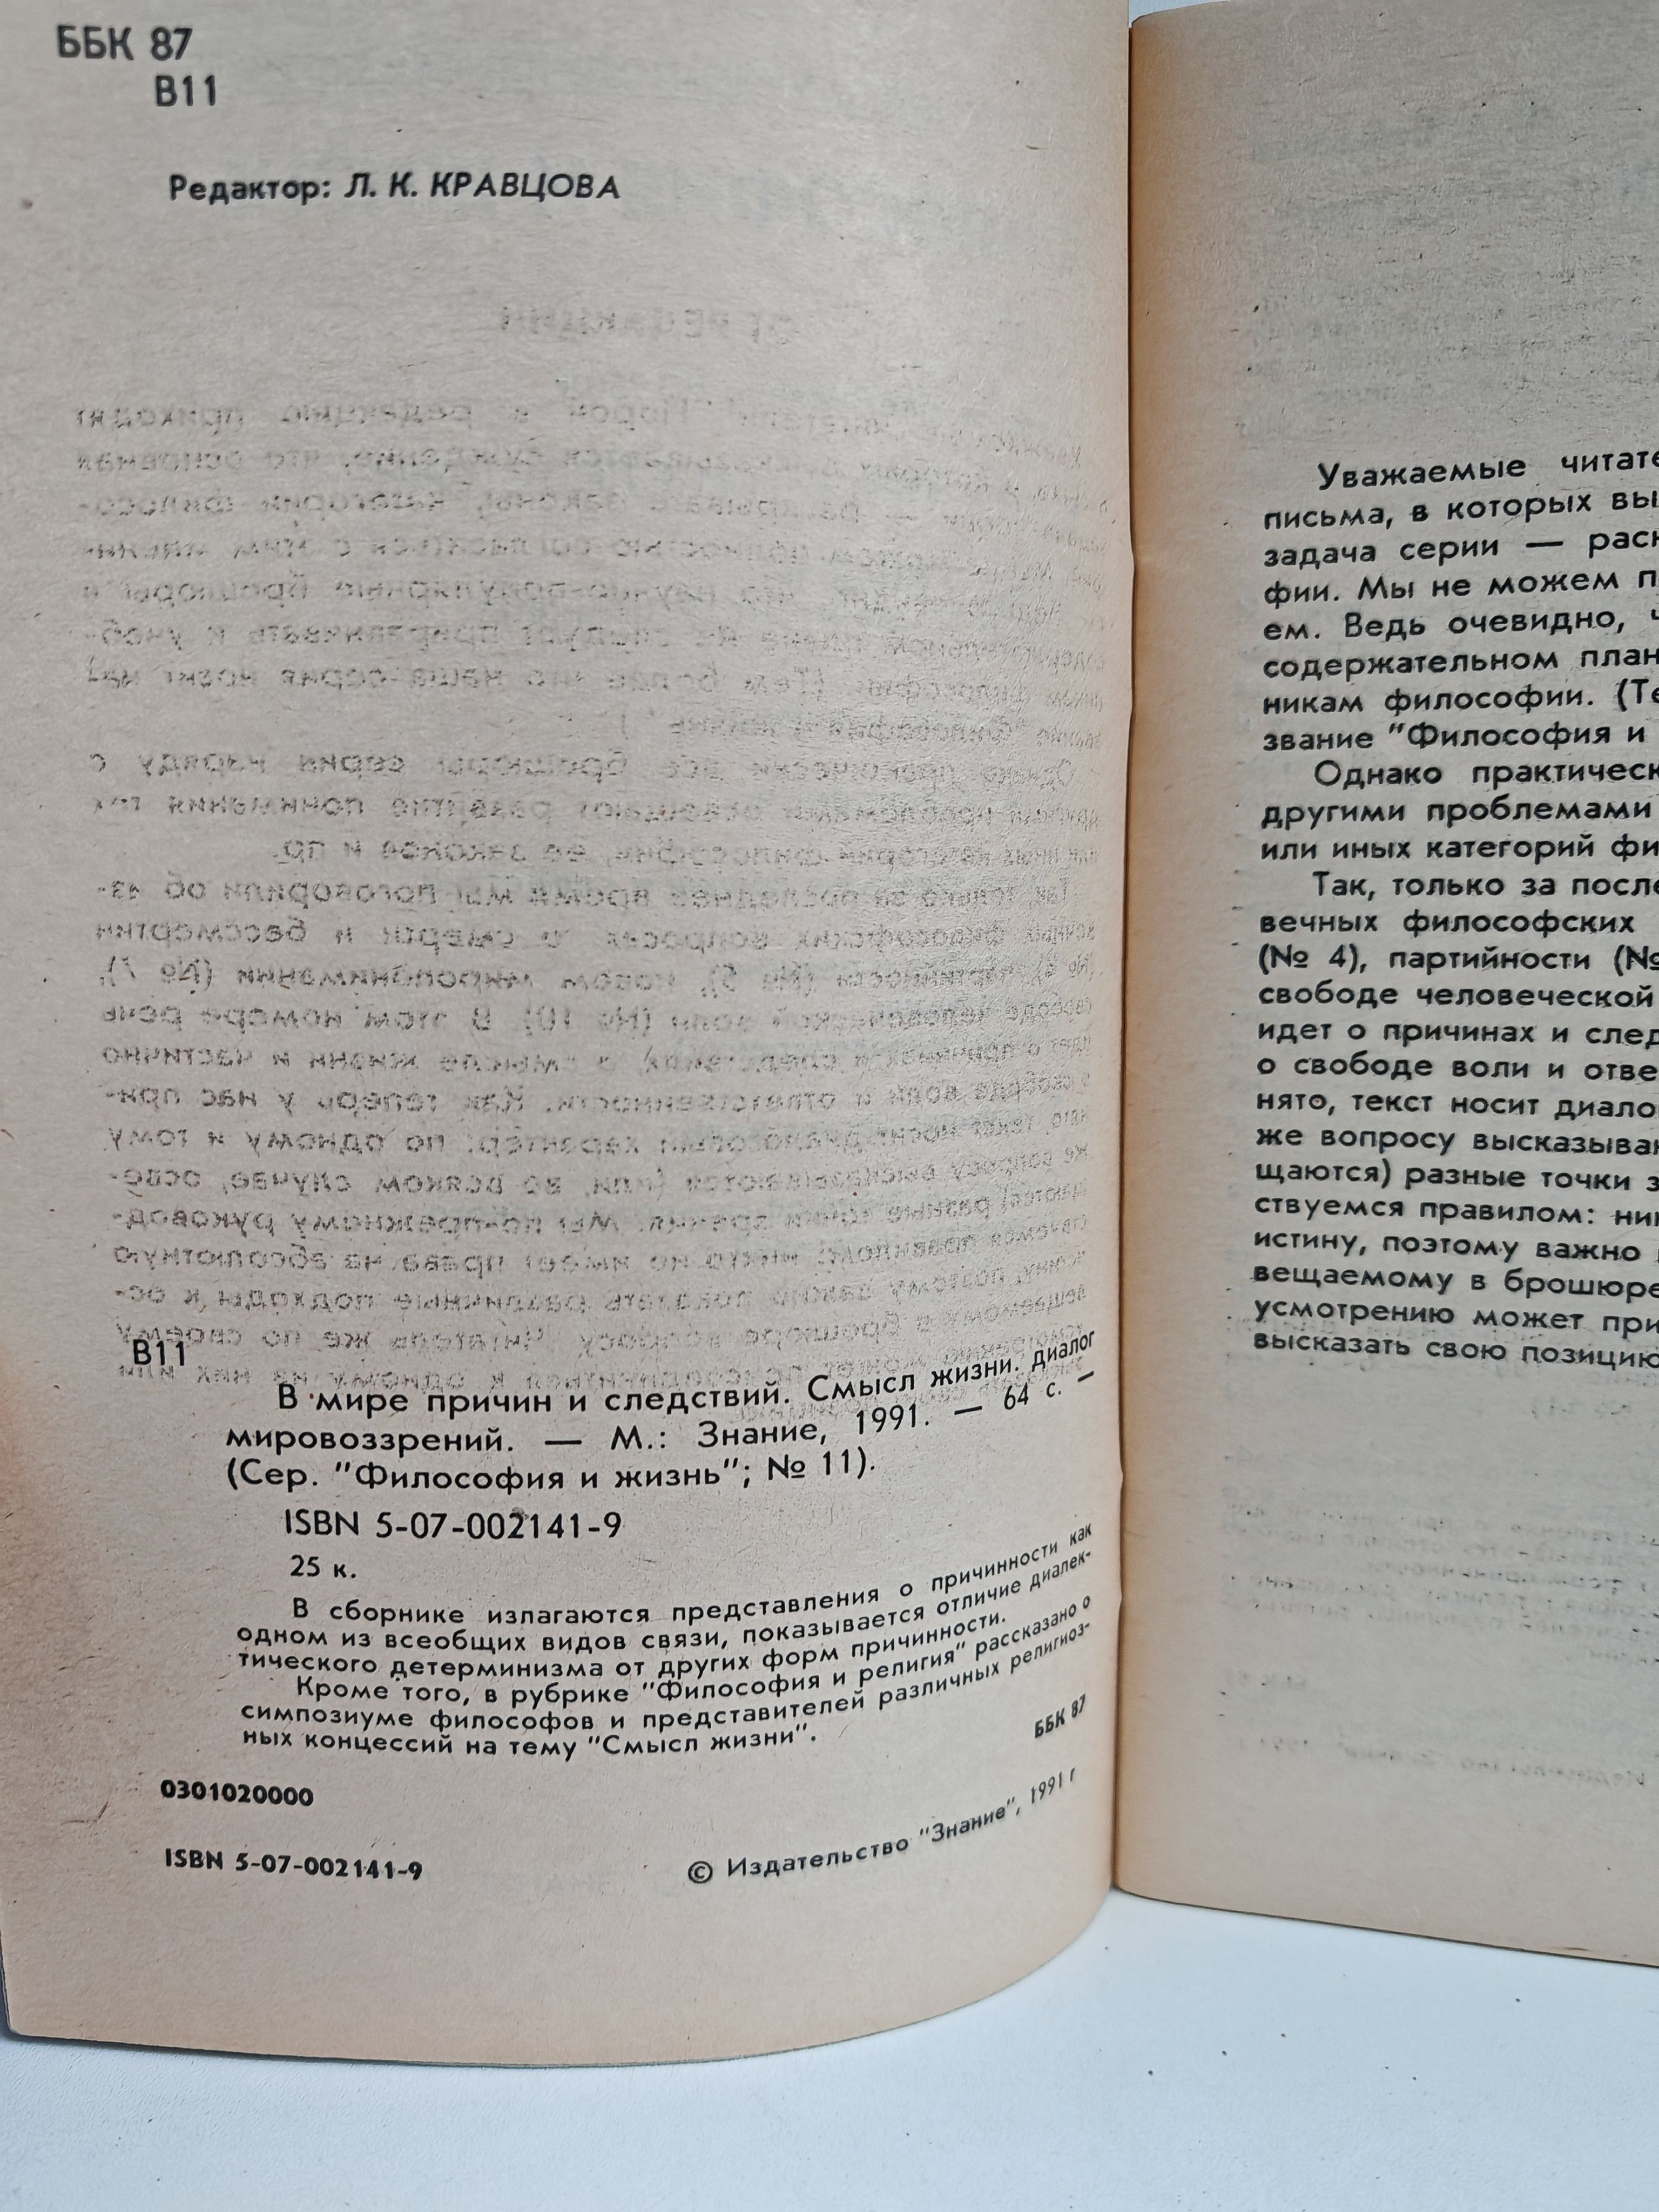 ББК 87
В11
Редактор: Л. К. КРАВЦОВА
В11
В мире причин и следствий. Смысл жизни. диалог
мировоззрений. — М.: Знание, 1991. — 64 с. —
(Сер. "Философия и жизнь"; № 11).
ISBN 5-07-002141-9
25 к.
В сборнике излагаются представления о причинности как
одном из всеобщих видов связи, показывается отличие диалек-
тического детерминизма от других форм причинности.
Кроме того, в рубрике "Философия и религия" рассказано о
симпозиуме философов и представителей различных религиоз-
ных концессий на тему "Смысл жизни".
ББК 87
0301020000
ISBN 5-07-002141-9
© Издательство "Знание", 1991 г
Уважаемые читате
письма, в которых вы
задача серии — раск
фии. Мы не можем п
ем. Ведь очевидно, ч
содержательном план
никам философии. (Те
звание "Философия и
Однако практическ
другими проблемами
или иных категорий фи
Так, только за после
вечных философских
(№ 4), партийности (№
свободе человеческой
идет о причинах и след
о свободе воли и отве
нято, текст носит диало
же вопросу высказываю
щаются) разные точки з
ствуемся правилом: ник
истину, поэтому важно
вещаемому в брошюре
усмотрению может при
высказать свою позицию